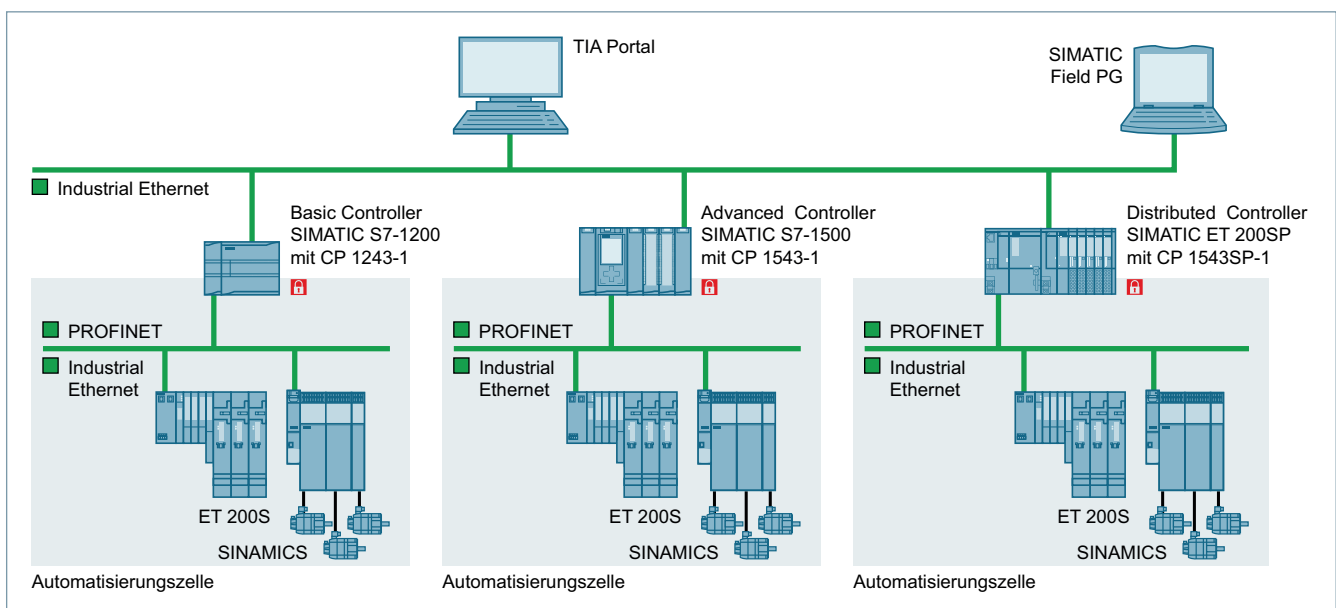 TIA Portal
SIMATIC
Field PG
Industrial Ethernet
Basic Controller
SIMATIC S7-1200
mit CP 1243-1
Advanced Controller
SIMATIC S7-1500
mit CP 1543-1
Distributed Controller
SIMATIC ET 200SP
mit CP 1543SP-1
PROFINET
Industrial
Ethernet
ET 200S
SINAMICS
Automatisierungszelle
PROFINET
Industrial
Ethernet
ET 200S
SINAMICS
Automatisierungszelle
PROFINET
Industrial
Ethernet
ET 200S
SINAMICS
Automatisierungszelle